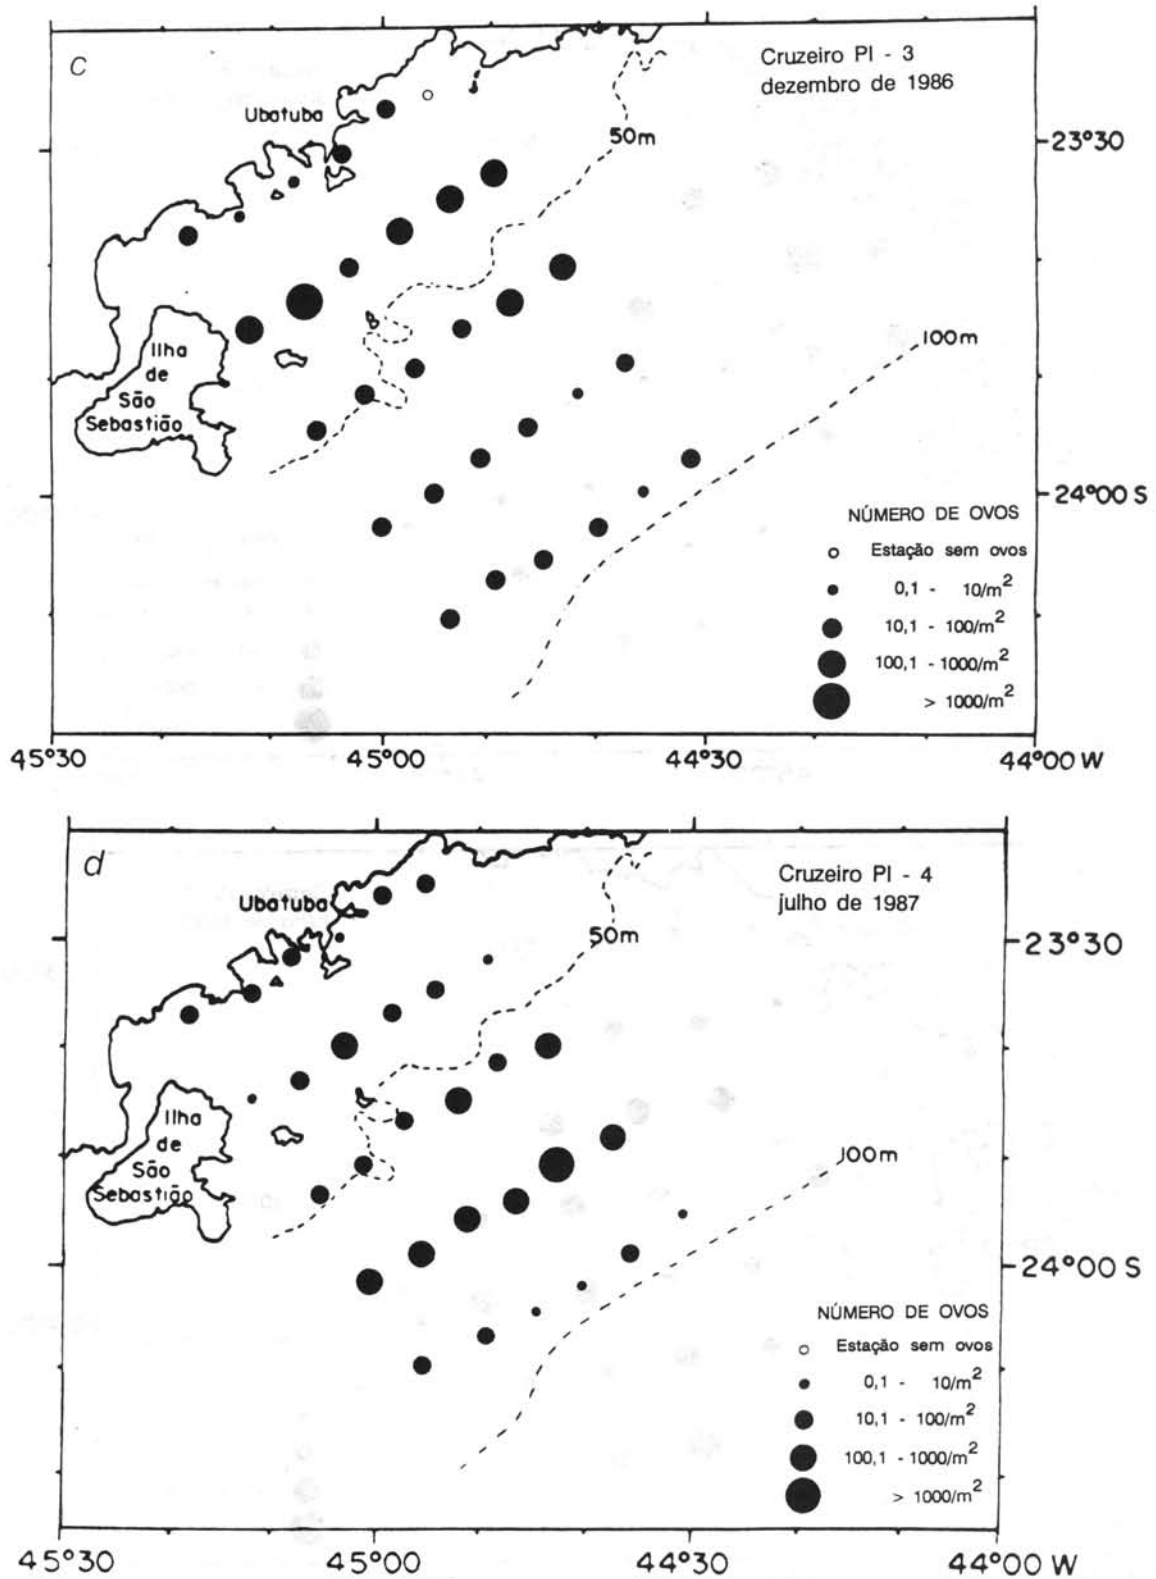 c
Cruzeiro PI - 3
dezembro de 1986
Ubatuba
50m
23°30
100m
Ilha
de
São
Sebastião
24°00 S
NÚMERO DE OVOS
Estação sem ovos
0,1 - 10/m²
10,1 - 100/m²
100,1 - 1000/m²
> 1000/m²
45°30 45°00 44°30 44°00 W
d
Cruzeiro PI - 4
julho de 1987
Ubatuba
50m
23°30
Ilha
de
São
Sebastião
100m
24°00 S
NÚMERO DE OVOS
Estação sem ovos
0,1 - 10/m²
10,1 - 100/m²
100,1 - 1000/m²
> 1000/m²
45°30 45°00 44°30 44°00 W